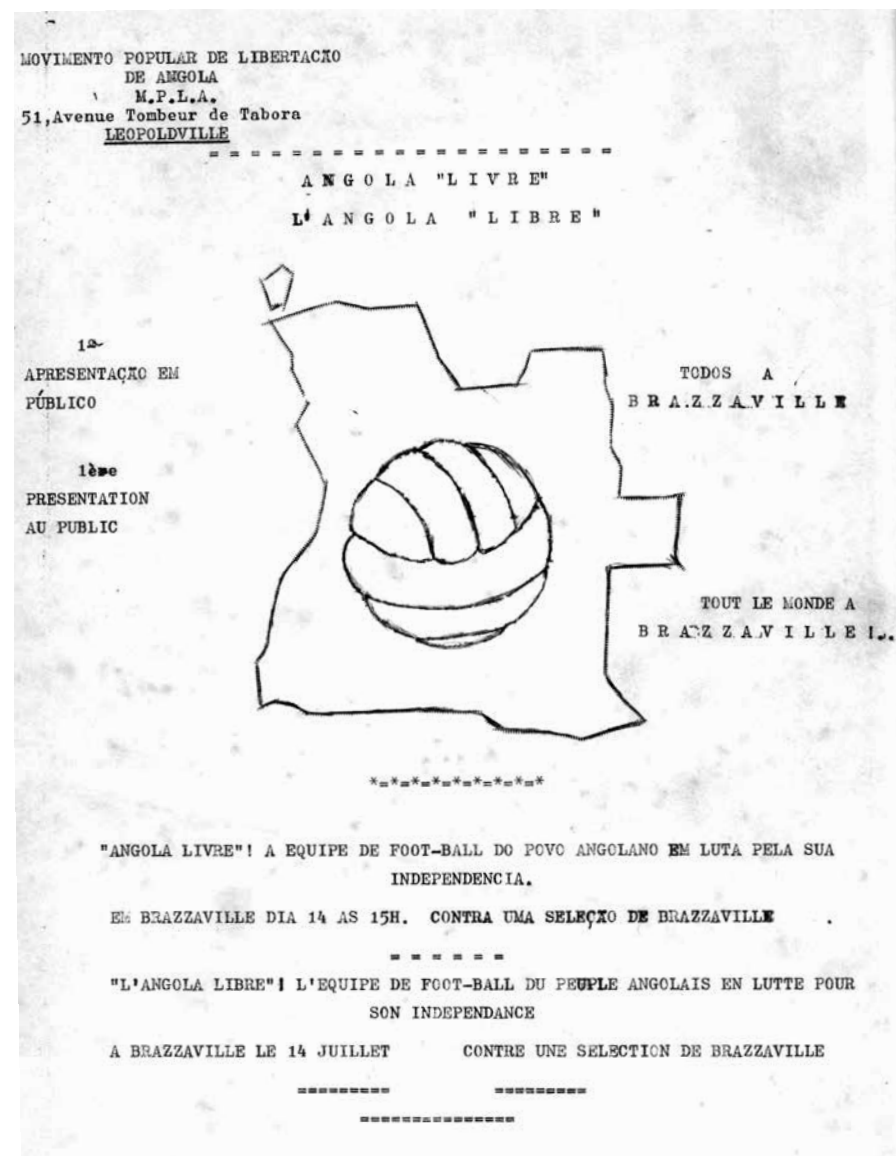 MOVIMENTO POPULAR DE LIBERTACÃO
DE ANGOLA
M.P.L.A.
51,Avenue Tombeur de Tabora
LEOPOLDVILLE
= = = = = = = = = = = = = = = = = = = =
A N G O L A "L I V R E"
L'A N G O L A "L I B R E"
1ª
APRESENTAÇÃO EM
PÚBLICO
TODOS A
B R A.Z.Z A.V I L L E
1ème
PRESENTATION
AU PUBLIC
TOUT LE MONDE A
B R A.Z Z A.V I L L E !..
*=*=*=*=*=*=*=*=*
"ANGOLA LIVRE"! A EQUIPE DE FOOT-BALL DO POVO ANGOLANO EM LUTA PELA SUA
INDEPENDENCIA.
EM BRAZZAVILLE DIA 14 AS 15H. CONTRA UMA SELEÇÃO DE BRAZZAVILLE .
= = = = = =
"L'ANGOLA LIBRE"! L'EQUIPE DE FOOT-BALL DU PEUPLE ANGOLAIS EN LUTTE POUR
SON INDEPENDANCE
A BRAZZAVILLE LE 14 JUILLET CONTRE UNE SELECTION DE BRAZZAVILLE
========= =========
===============